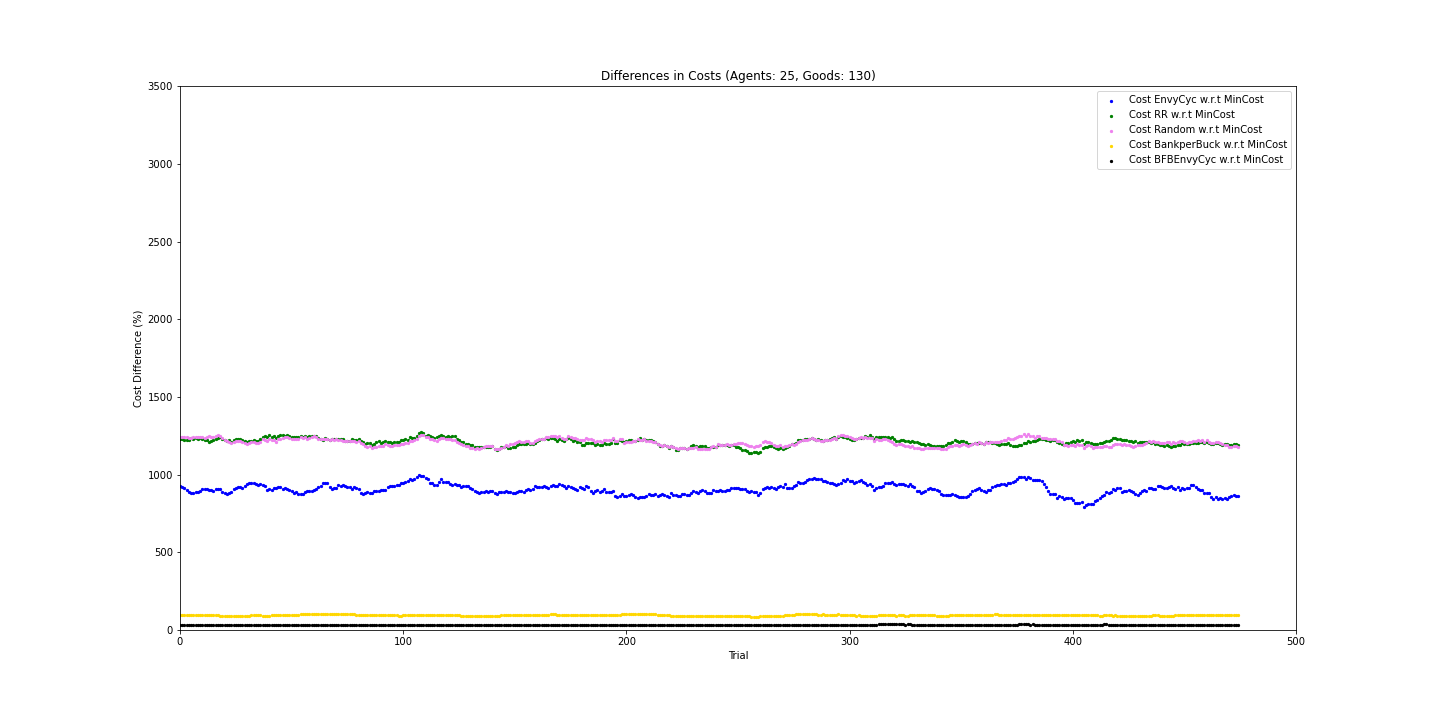 Differences in Costs (Agents: 25, Goods: 130)
3500
3000
2500
2000
1500
1000
500
0
Cost Difference (%)
Cost EnvyCyc w.r.t MinCost
Cost RR w.r.t MinCost
Cost Random w.r.t MinCost
Cost BankperBuck w.r.t MinCost
Cost BFBEnvyCyc w.r.t MinCost
0 100 200 300 400 500
Trial